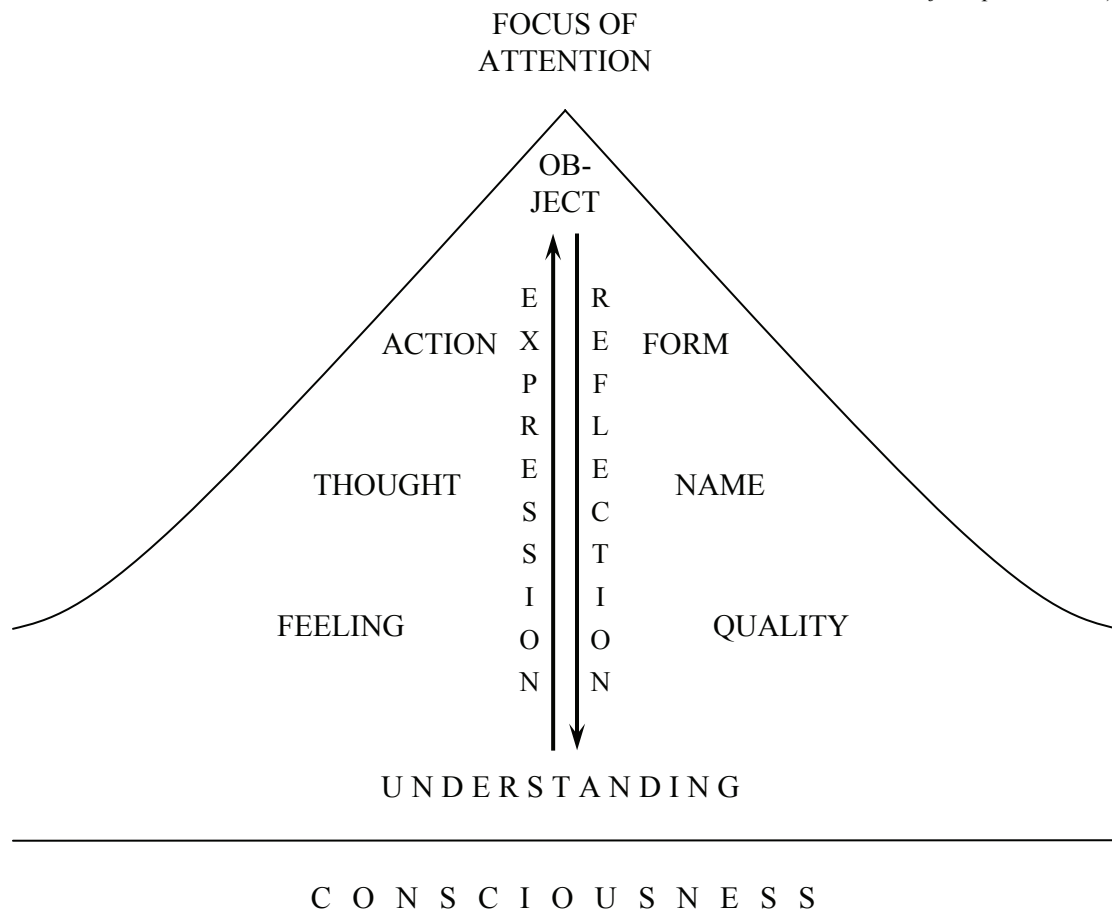 FOCUS OF
ATTENTION
OB-
JECT
EXPRESSION
REFLECTION
ACTION
FORM
THOUGHT
NAME
FEELING
QUALITY
UNDERSTANDING
CONSCIOUSNESS